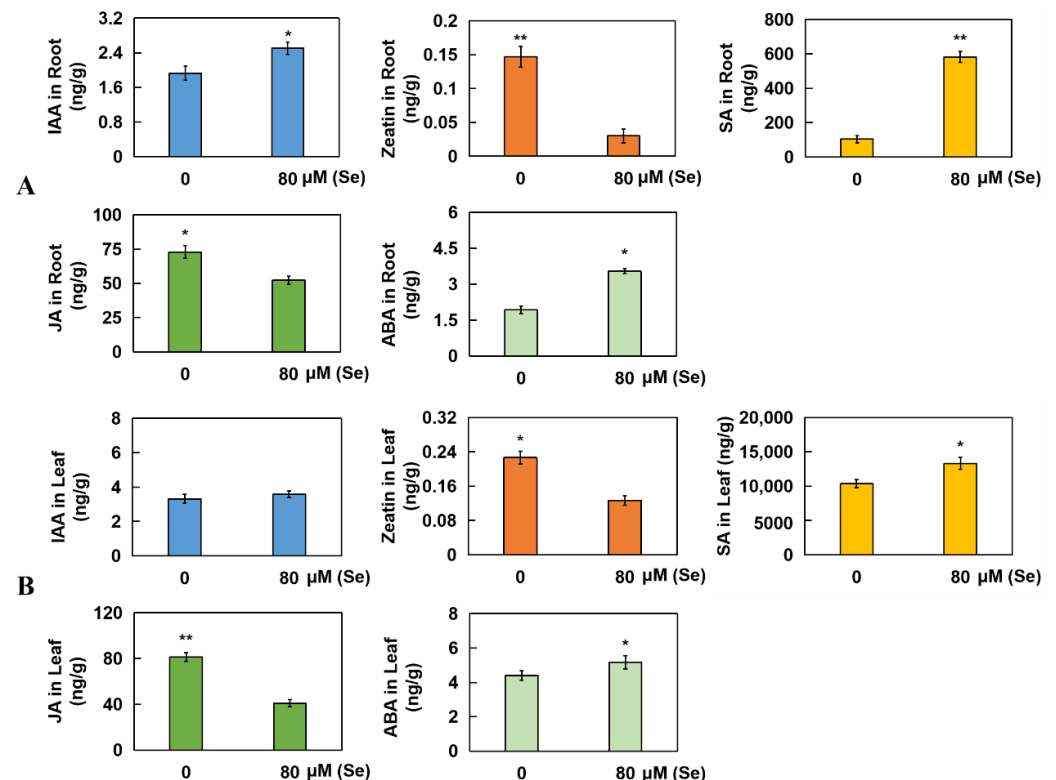 IAA in Root
(ng/g)
3.2
2.4
1.6
0.8
0
*
0
80 µM (Se)
Zeatin in Root
(ng/g)
0.2
0.15
0.1
0.05
0
**
0
80 µM (Se)
SA in Root
(ng/g)
800
600
400
200
0
**
0
80 µM (Se)
A
JA in Root
(ng/g)
100
75
50
25
0
*
0
80 µM (Se)
ABA in Root
(ng/g)
6
4.5
3
1.5
0
*
0
80 µM (Se)
IAA in Leaf
(ng/g)
8
6
4
2
0
0
80 µM (Se)
Zeatin in Leaf
(ng/g)
0.32
0.24
0.16
0.08
0
*
0
80 µM (Se)
SA in Leaf (ng/g)
20,000
15,000
10,000
5000
0
*
0
80 µM (Se)
B
JA in Leaf
(ng/g)
120
80
40
0
**
0
80 µM (Se)
ABA in Leaf
(ng/g)
8
6
4
2
0
*
0
80 µM (Se)